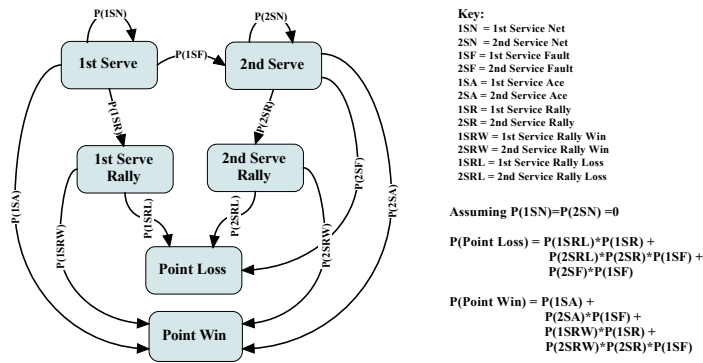 P(1SN)
P(2SN)
1st Serve
P(1SF)
2nd Serve
P(1SR)
P(2SR)
1st Serve
Rally
2nd Serve
Rally
P(2SF)
P(1SA)
P(2SA)
P(1SRL)
P(2SRL)
P(1SRW)
P(2SRW)
Point Loss
Point Win
Key:
1SN = 1st Service Net
2SN = 2nd Service Net
1SF = 1st Service Fault
2SF = 2nd Service Fault
1SA = 1st Service Ace
2SA = 2nd Service Ace
1SR = 1st Service Rally
2SR = 2nd Service Rally
1SRW = 1st Service Rally Win
2SRW = 2nd Service Rally Win
1SRL = 1st Service Rally Loss
2SRL = 2nd Service Rally Loss
Assuming P(1SN)=P(2SN) =0
P(Point Loss) = P(1SRL)*P(1SR) +
P(2SRL)*P(2SR)*P(1SF) +
P(2SF)*P(1SF)
P(Point Win) = P(1SA) +
P(2SA)*P(1SF) +
P(1SRW)*P(1SR) +
P(2SRW)*P(2SR)*P(1SF)